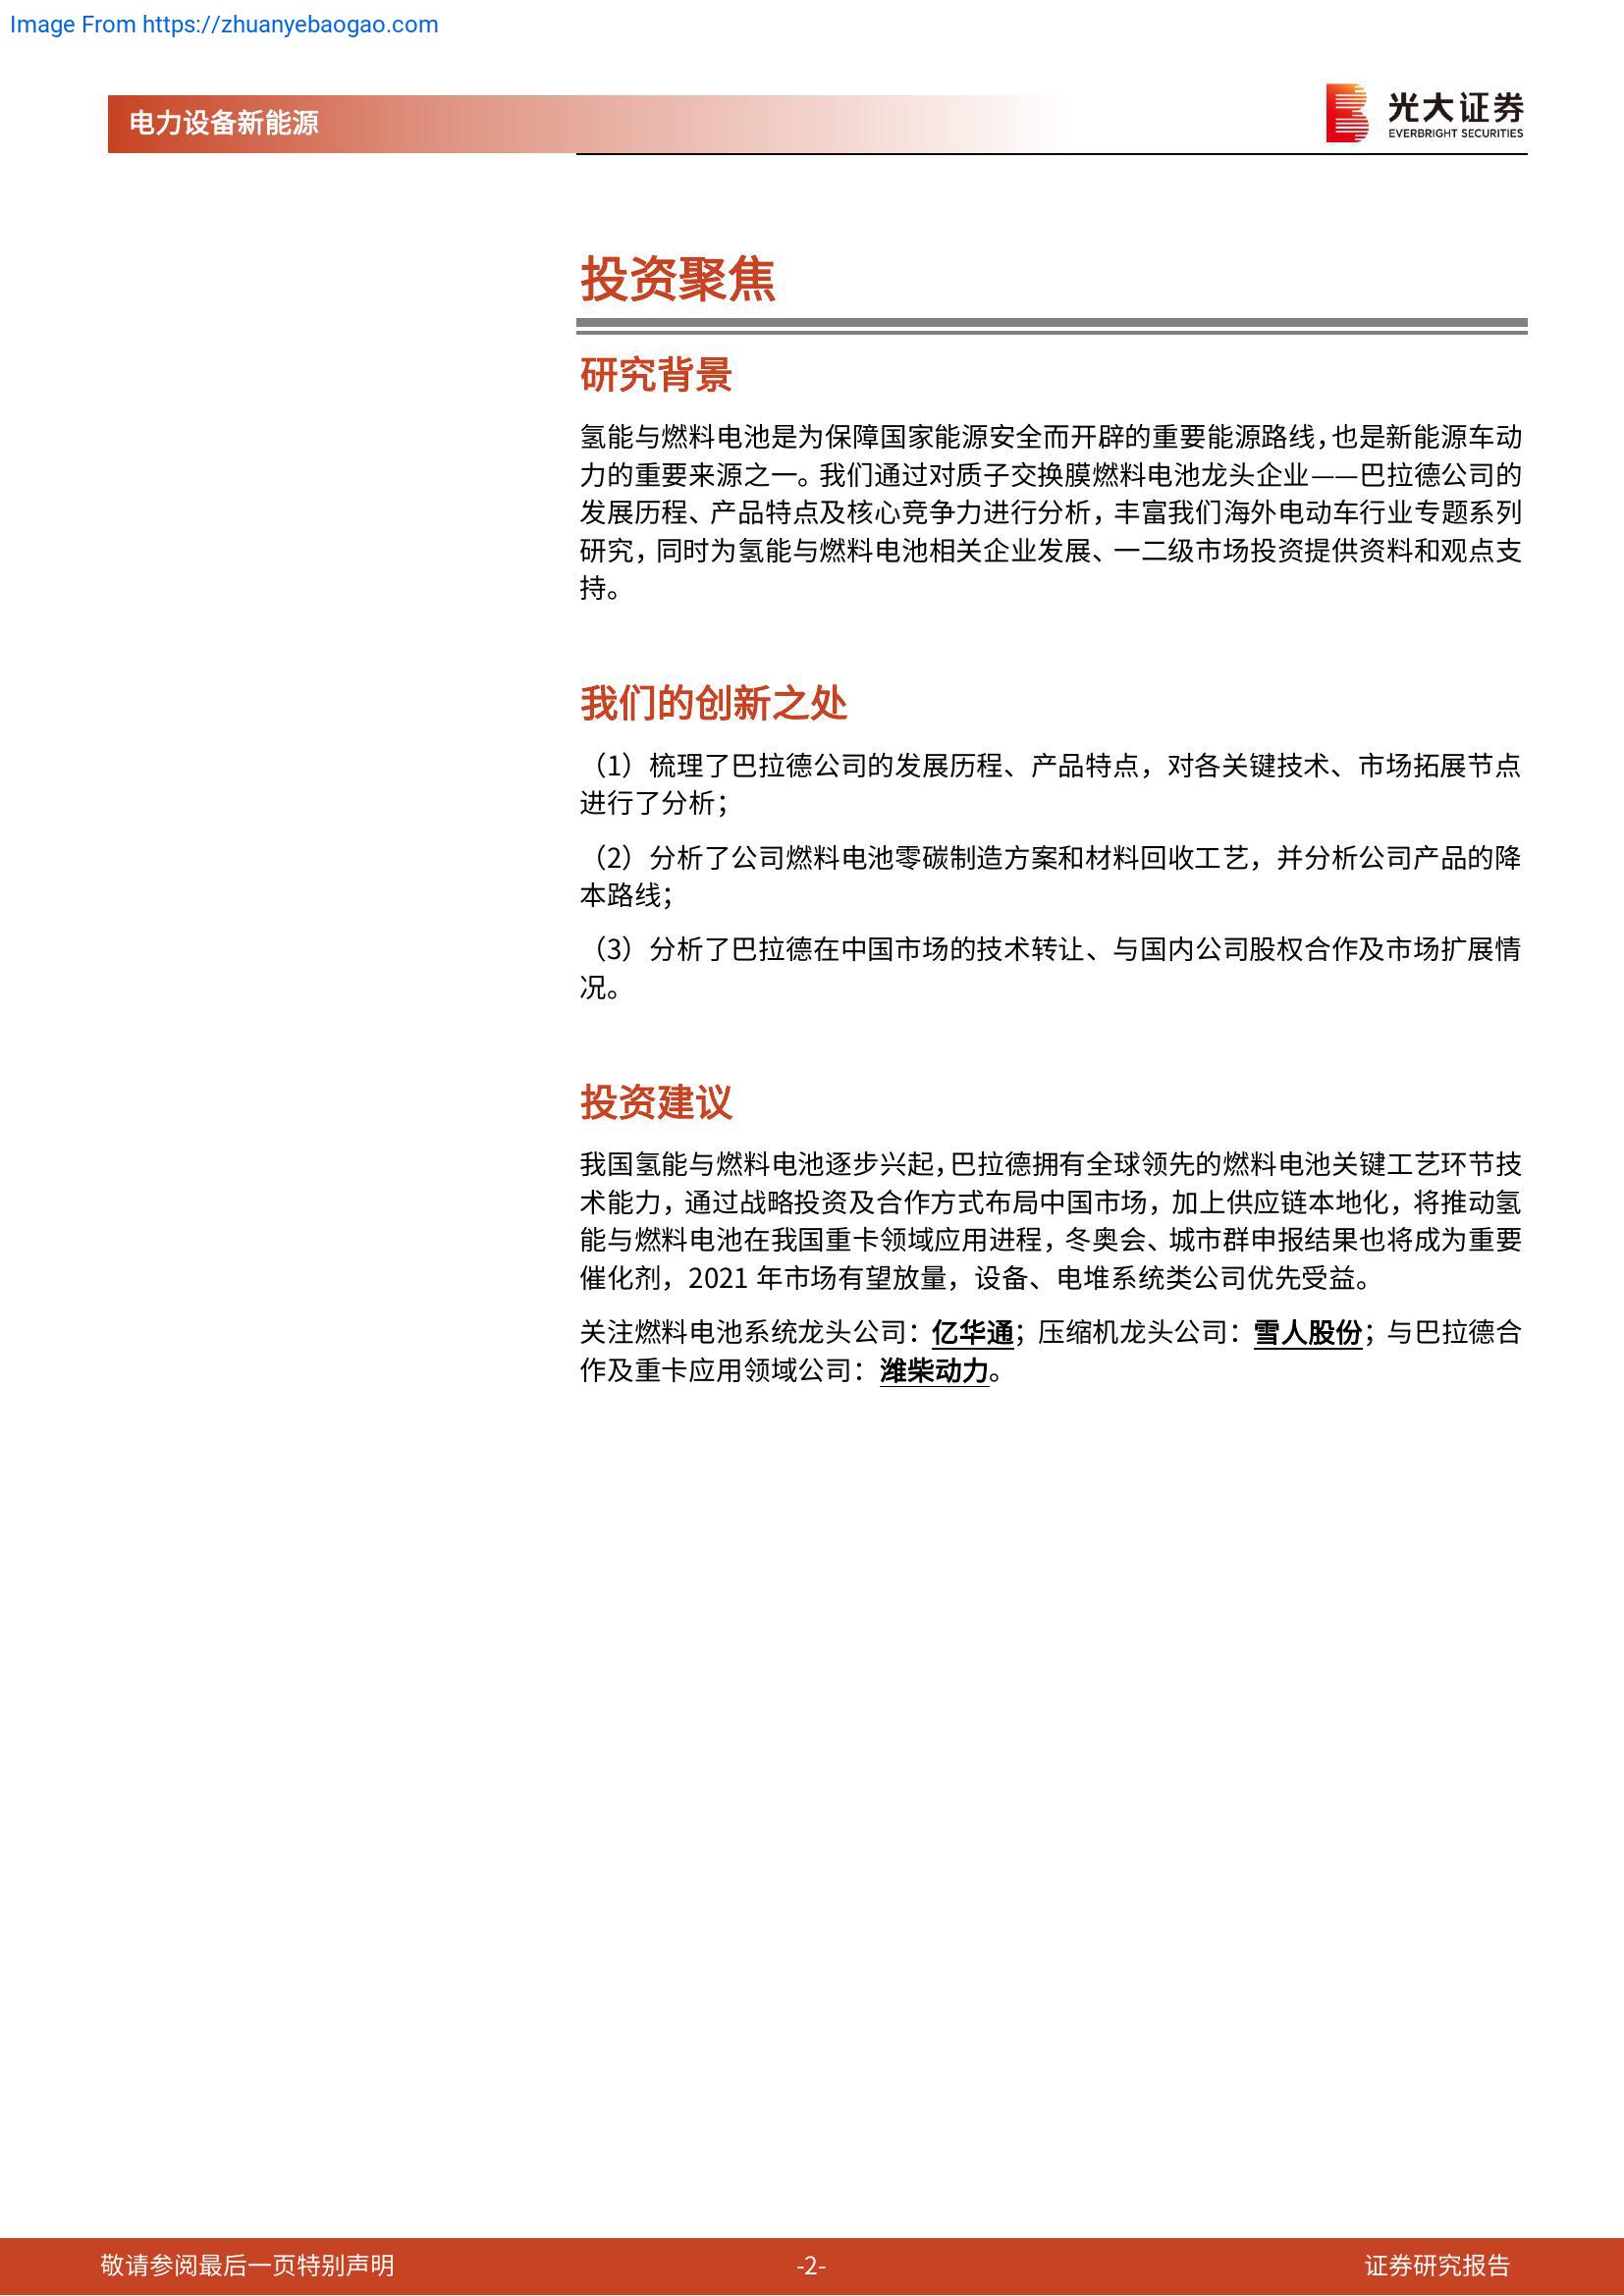 Image From https://zhuanyebaogao.com
电力设备新能源
光大证券
EVERBRIGHT SECURITIES
投资聚焦
研究背景
氢能与燃料电池是为保障国家能源安全而开辟的重要能源路线，也是新能源车动
力的重要来源之一。我们通过对质子交换膜燃料电池龙头企业——巴拉德公司的
发展历程、产品特点及核心竞争力进行分析，丰富我们海外电动车行业专题系列
研究，同时为氢能与燃料电池相关企业发展、一二级市场投资提供资料和观点支
持。
我们的创新之处
（1）梳理了巴拉德公司的发展历程、产品特点，对各关键技术、市场拓展节点
进行了分析；
（2）分析了公司燃料电池零碳制造方案和材料回收工艺，并分析公司产品的降
本路线；
（3）分析了巴拉德在中国市场的技术转让、与国内公司股权合作及市场扩展情
况。
投资建议
我国氢能与燃料电池逐步兴起，巴拉德拥有全球领先的燃料电池关键工艺环节技
术能力，通过战略投资及合作方式布局中国市场，加上供应链本地化，将推动氢
能与燃料电池在我国重卡领域应用进程，冬奥会、城市群申报结果也将成为重要
催化剂，2021 年市场有望放量，设备、电堆系统类公司优先受益。
关注燃料电池系统龙头公司：亿华通；压缩机龙头公司：雪人股份；与巴拉德合
作及重卡应用领域公司：潍柴动力。
敬请参阅最后一页特别声明
-2-
证券研究报告